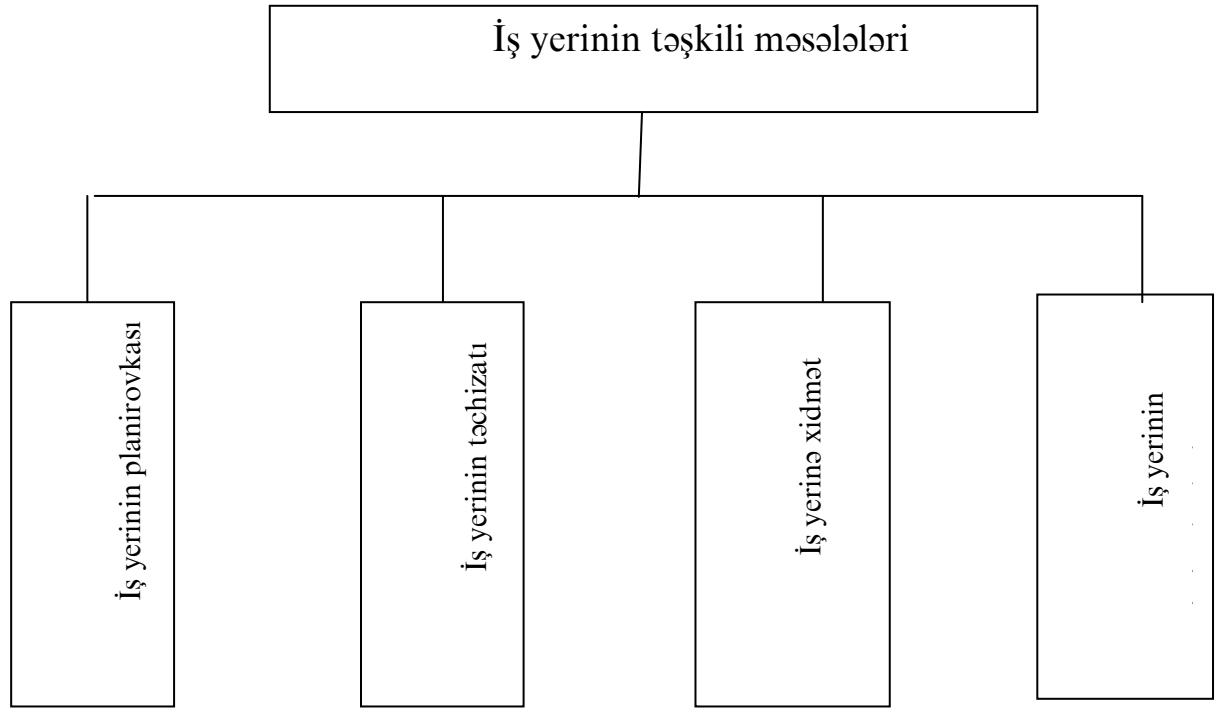 İş yerinin təşkili məsələləri
İş yerinin planirovkası
İş yerinin təchizatı
İş yerinə xidmət
İş yerinin